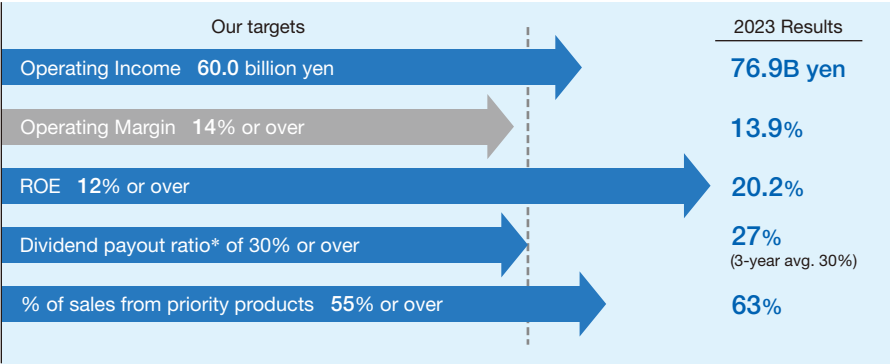 Our targets 2023 Results
Operating Income 60.0 billion yen 76.9B yen
Operating Margin 14% or over 13.9%
ROE 12% or over 20.2%
Dividend payout ratio* of 30% or over 27%
(3-year avg. 30%)
% of sales from priority products 55% or over 63%